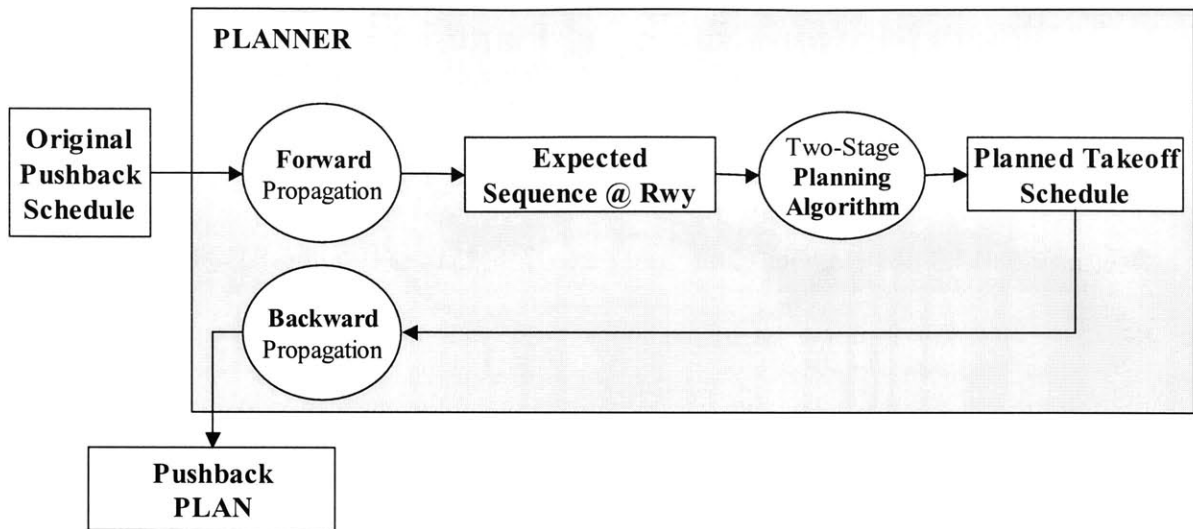 PLANNER
Original
Pushback
Schedule
Forward
Propagation
Expected
Sequence @ Rwy
Two-Stage
Planning
Algorithm
Planned Takeoff
Schedule
Backward
Propagation
Pushback
PLAN